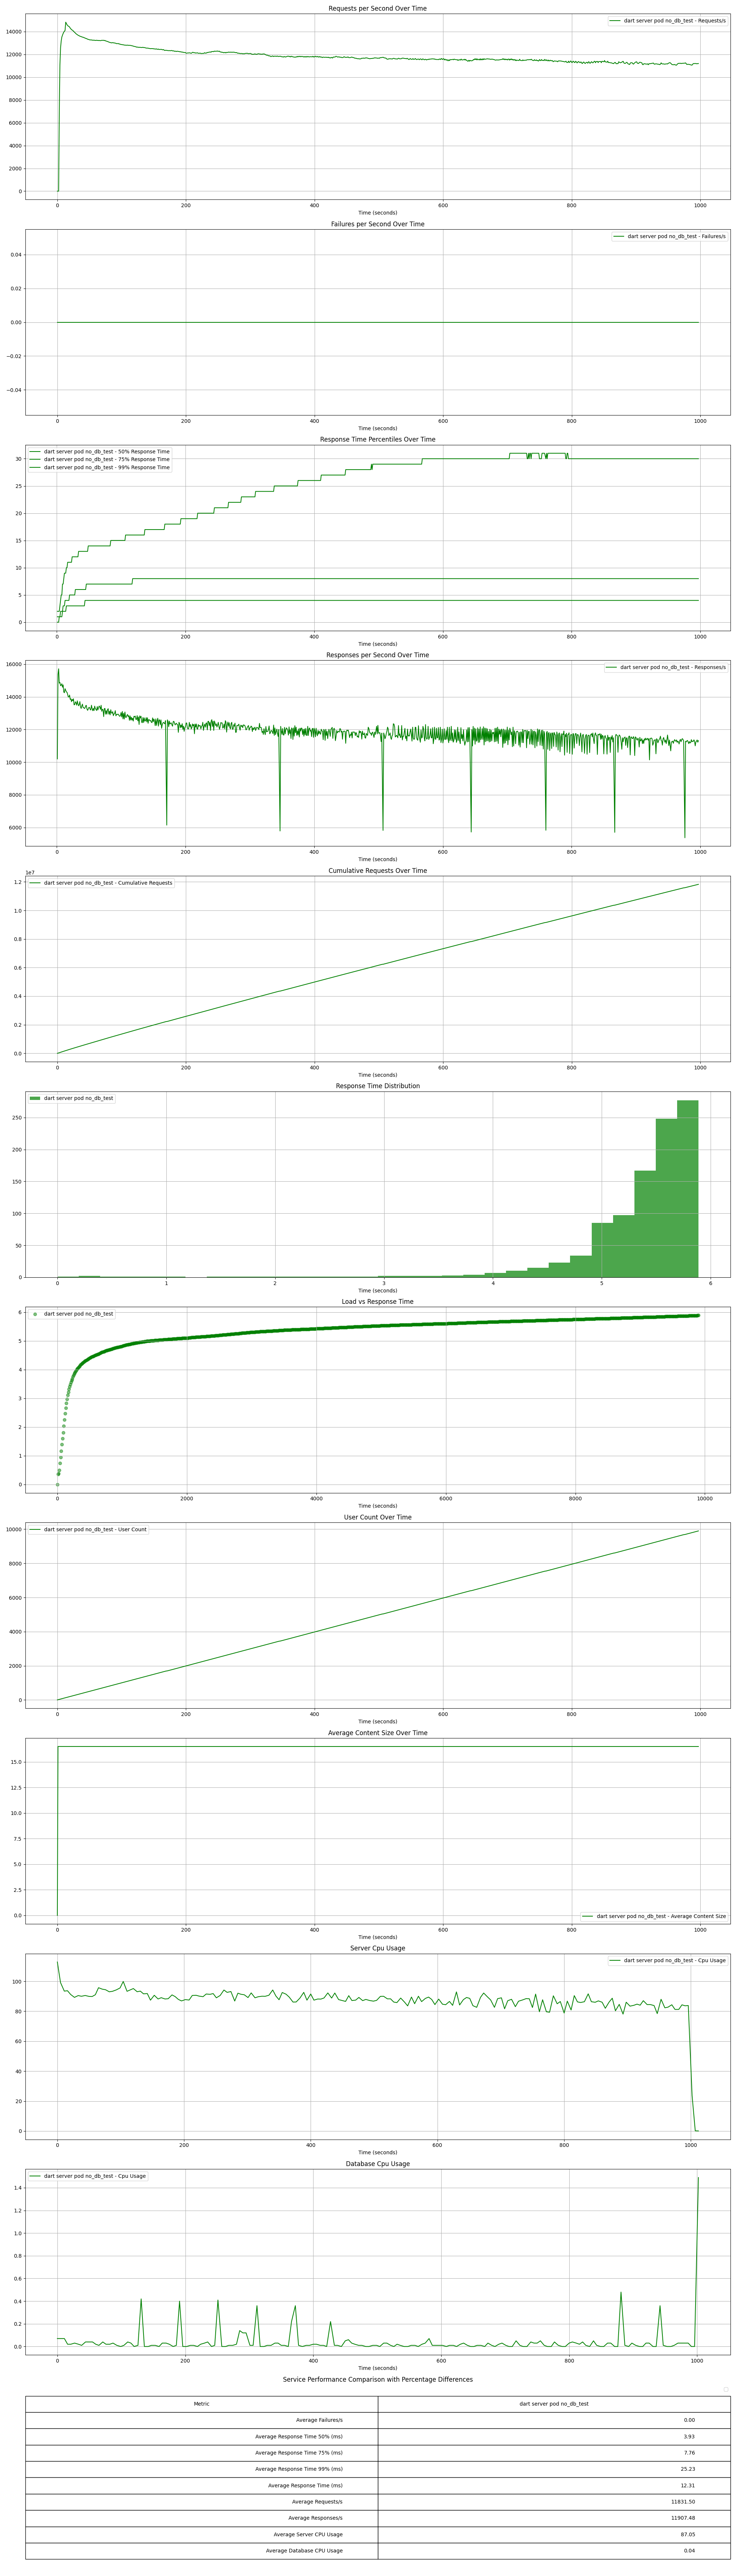 Requests per Second Over Time
dart server pod no_db_test - Requests/s
14000
12000
10000
8000
6000
4000
2000
0
0 200 400 600 800 1000
Time (seconds)
Failures per Second Over Time
dart server pod no_db_test - Failures/s
0.04
0.02
0.00
−0.02
−0.04
0 200 400 600 800 1000
Time (seconds)
Response Time Percentiles Over Time
dart server pod no_db_test - 50% Response Time
dart server pod no_db_test - 75% Response Time
dart server pod no_db_test - 99% Response Time
30
25
20
15
10
5
0
0 200 400 600 800 1000
Time (seconds)
Responses per Second Over Time
dart server pod no_db_test - Responses/s
16000
14000
12000
10000
8000
6000
0 200 400 600 800 1000
Time (seconds)
Cumulative Requests Over Time
1e7
dart server pod no_db_test - Cumulative Requests
1.2
1.0
0.8
0.6
0.4
0.2
0.0
0 200 400 600 800 1000
Time (seconds)
Response Time Distribution
dart server pod no_db_test
250
200
150
100
50
0
0 1 2 3 4 5 6
Time (seconds)
Load vs Response Time
dart server pod no_db_test
6
5
4
3
2
1
0
0 2000 4000 6000 8000 10000
Time (seconds)
User Count Over Time
dart server pod no_db_test - User Count
10000
8000
6000
4000
2000
0
0 200 400 600 800 1000
Time (seconds)
Average Content Size Over Time
15.0
12.5
10.0
7.5
5.0
2.5
0.0
dart server pod no_db_test - Average Content Size
0 200 400 600 800 1000
Time (seconds)
Server Cpu Usage
dart server pod no_db_test - Cpu Usage
100
80
60
40
20
0
0 200 400 600 800 1000
Time (seconds)
Database Cpu Usage
dart server pod no_db_test - Cpu Usage
1.4
1.2
1.0
0.8
0.6
0.4
0.2
0.0
0 200 400 600 800 1000
Time (seconds)
Service Performance Comparison with Percentage Differences
Metric dart server pod no_db_test
Average Failures/s 0.00
Average Response Time 50% (ms) 3.93
Average Response Time 75% (ms) 7.76
Average Response Time 99% (ms) 25.23
Average Response Time (ms) 12.31
Average Requests/s 11831.50
Average Responses/s 11907.48
Average Server CPU Usage 87.05
Average Database CPU Usage 0.04